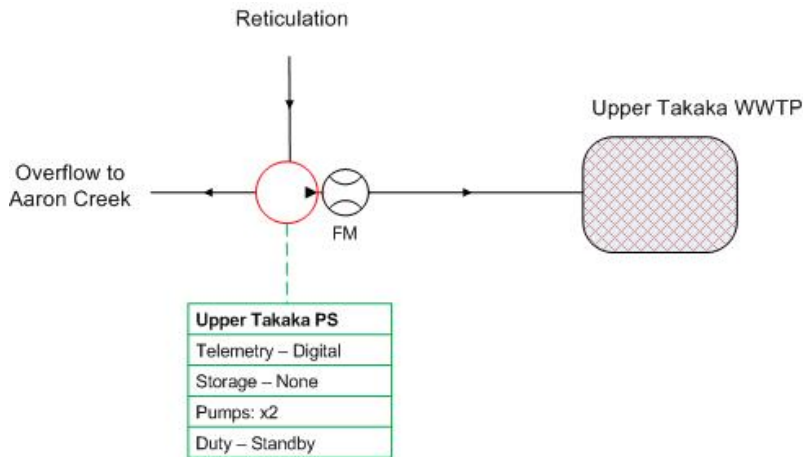 Reticulation
Upper Takaka WWTP
Overflow to
Aaron Creek
FM
Upper Takaka PS
Telemetry – Digital
Storage – None
Pumps: x2
Duty – Standby